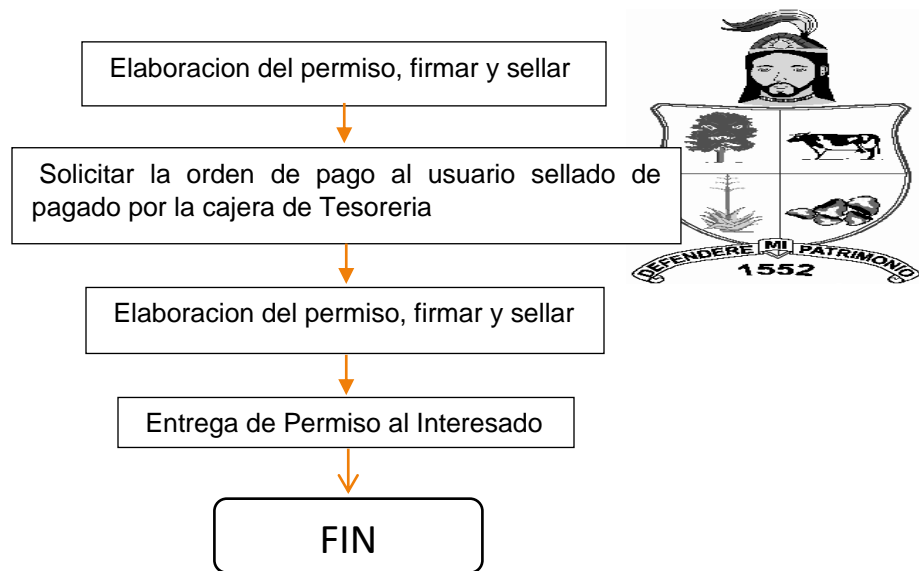 Elaboracion del permiso, firmar y sellar
Solicitar la orden de pago al usuario sellado de
pagado por la cajera de Tesoreria
DEFENDERE MI PATRIMONIO
1552
Elaboracion del permiso, firmar y sellar
Entrega de Permiso al Interesado
FIN